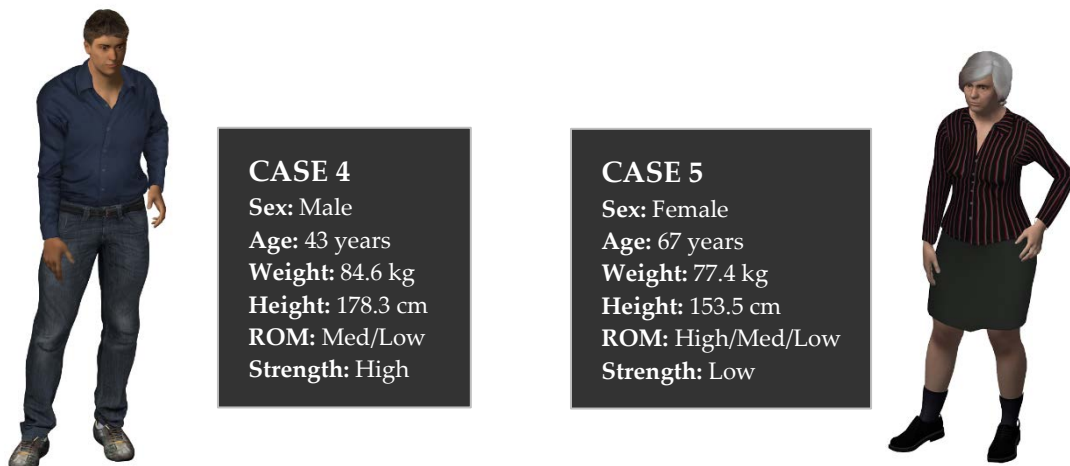 CASE 4
Sex: Male
Age: 43 years
Weight: 84.6 kg
Height: 178.3 cm
ROM: Med/Low
Strength: High
CASE 5
Sex: Female
Age: 67 years
Weight: 77.4 kg
Height: 153.5 cm
ROM: High/Med/Low
Strength: Low